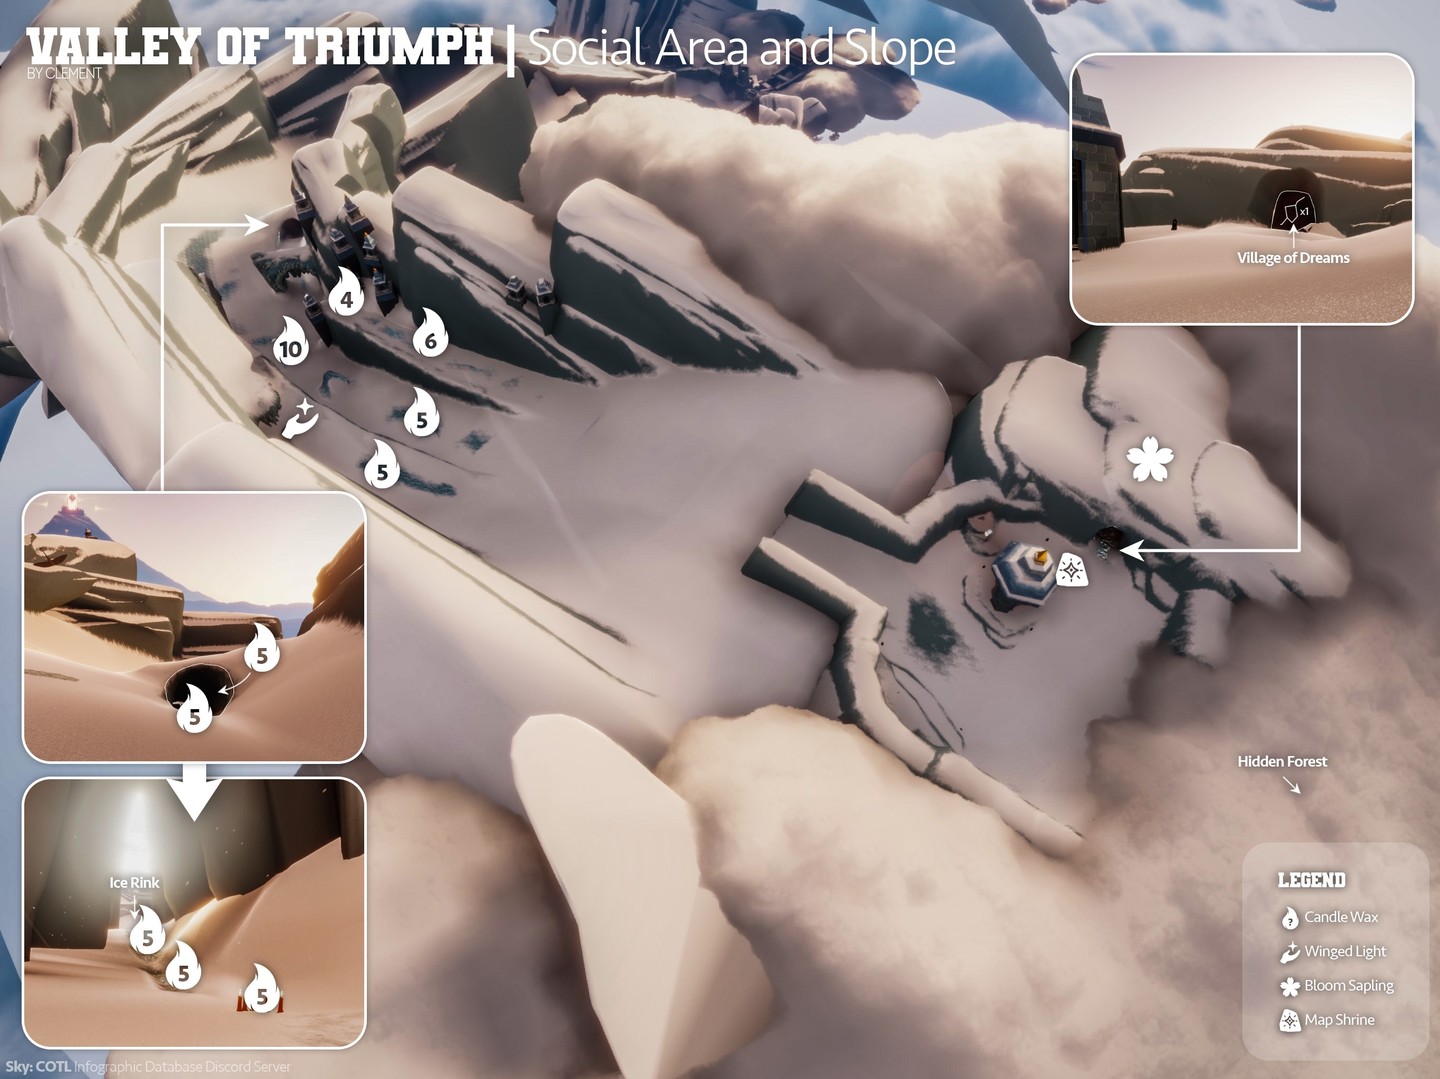 VALLEY OF TRIUMPH | Social Area and Slope
BY CLEMENT
x1
Village of Dreams
4
10
6
5
5
5
5
Ice Rink
5
5
5
Hidden Forest
LEGEND
? Candle Wax
Winged Light
Bloom Sapling
Map Shrine
Sky: COTL Infographic Database Discord Server